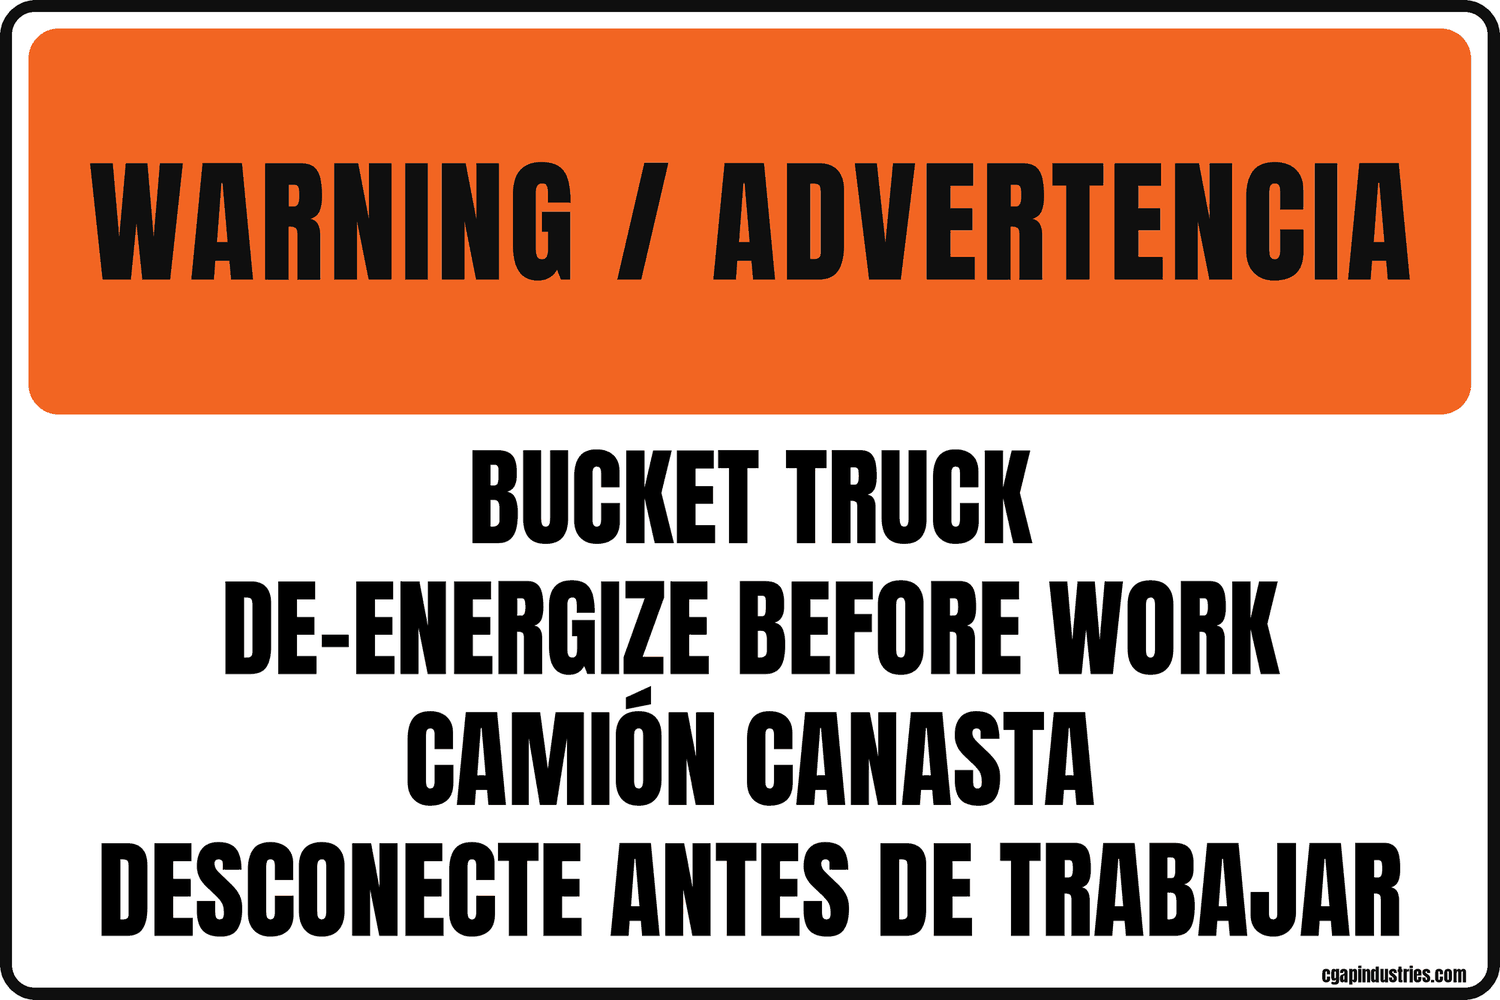 WARNING / ADVERTENCIA
BUCKET TRUCK
DE-ENERGIZE BEFORE WORK
CAMIÓN CANASTA
DESCONECTE ANTES DE TRABAJAR
cgapindustries.com